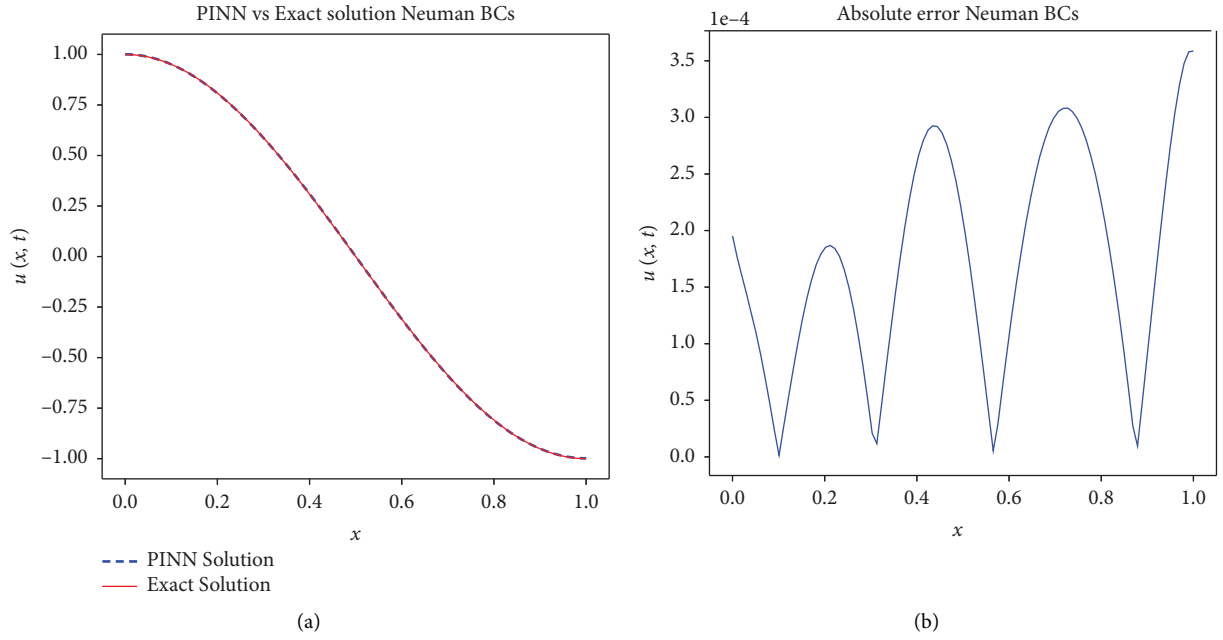 PINN vs Exact solution Neuman BCs
1.00
0.75
0.50
0.25
0.00
−0.25
−0.50
−0.75
−1.00
u (x, t)
0.0 0.2 0.4 0.6 0.8 1.0
x
PINN Solution
Exact Solution
(a)
Absolute error Neuman BCs
1e−4
3.5
3.0
2.5
2.0
1.5
1.0
0.5
0.0
u (x, t)
0.0 0.2 0.4 0.6 0.8 1.0
x
(b)